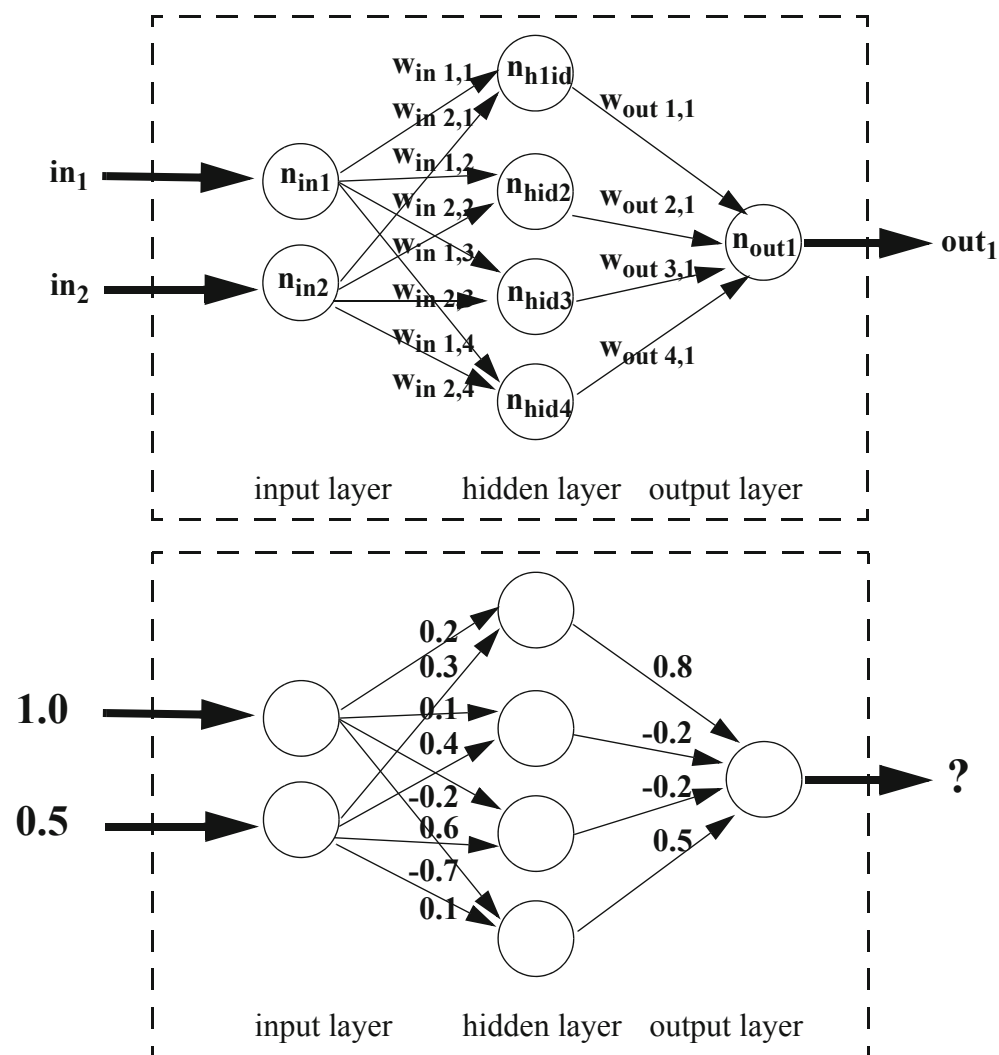 w_in 1,1
n_h1id
w_in 2,1
w_out 1,1
in_1
n_in1
w_in 1,2
n_hid2
w_in 2,2
w_out 2,1
w_in 1,3
n_out1
out_1
in_2
n_in2
w_out 3,1
w_in 2,3
n_hid3
w_in 1,4
w_out 4,1
w_in 2,4
n_hid4
input layer hidden layer output layer
0.2
0.3
0.8
1.0
0.1
0.4
-0.2
-0.2
-0.2
?
0.5
0.6
0.5
-0.7
0.1
input layer hidden layer output layer